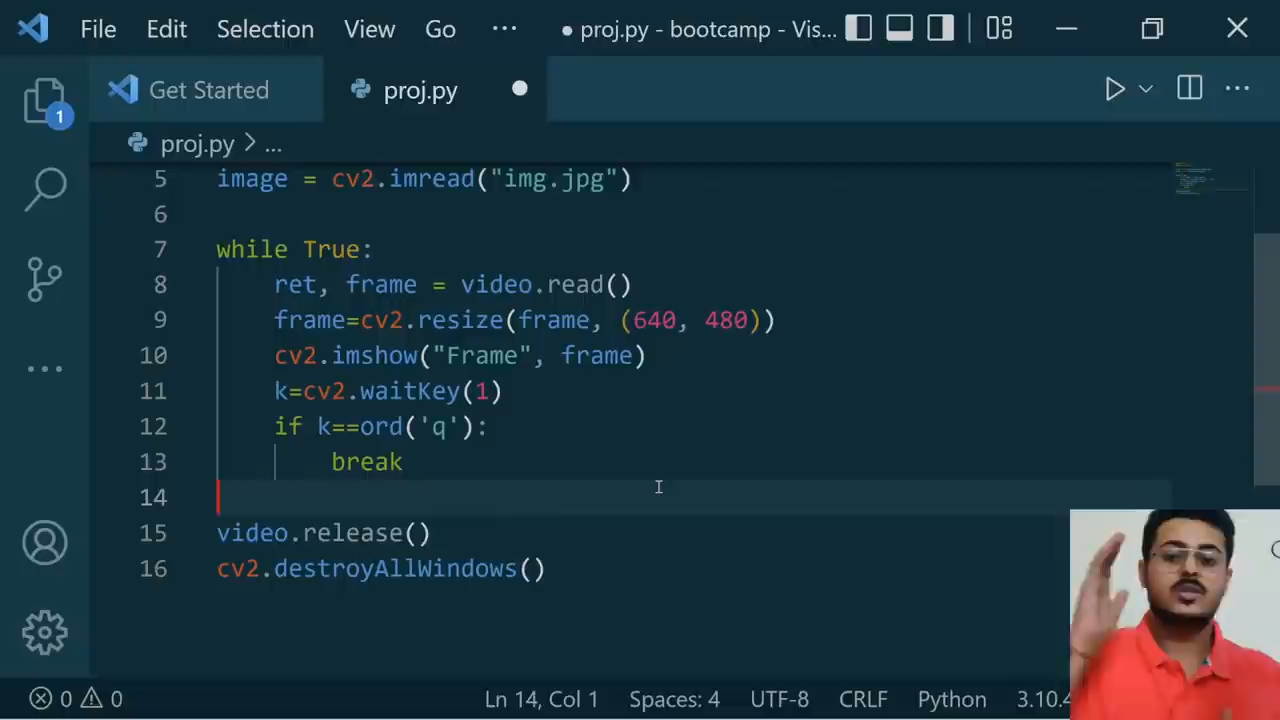 File Edit Selection View Go ··· ● proj.py - bootcamp - Vis...
Get Started proj.py
proj.py > ...
1
5 image = cv2.imread("img.jpg")
6
7 while True:
8 ret, frame = video.read()
9 frame=cv2.resize(frame, (640, 480))
10 cv2.imshow("Frame", frame)
11 k=cv2.waitKey(1)
12 if k==ord('q'):
13 break
14
15 video.release()
16 cv2.destroyAllWindows()
0 0 Ln 14, Col 1 Spaces: 4 UTF-8 CRLF Python 3.10.4